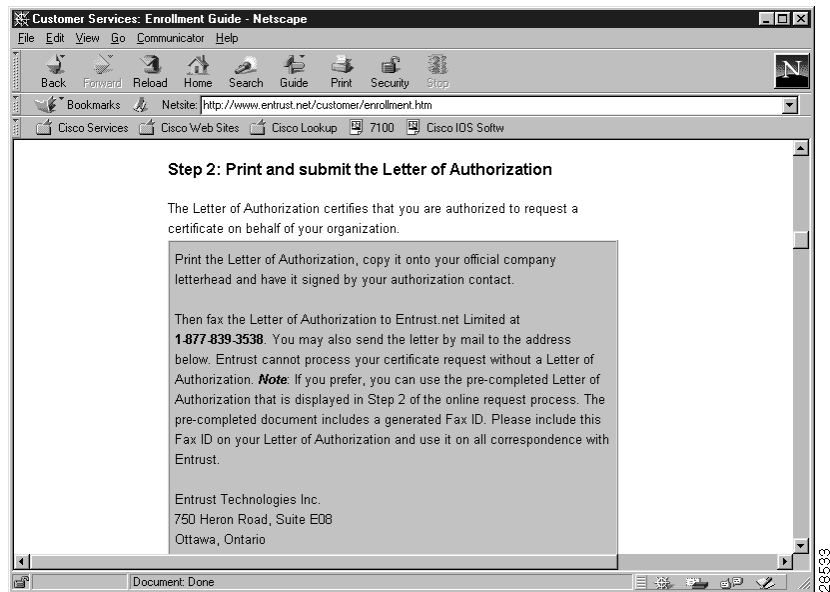 Customer Services: Enrollment Guide - Netscape
File Edit View Go Communicator Help
Back Forward Reload Home Search Guide Print Security Stop
N
Bookmarks Netsite: http://www.entrust.net/customer/enrollment.htm
Cisco Services Cisco Web Sites Cisco Lookup 7100 Cisco IOS Softw
Step 2: Print and submit the Letter of Authorization
The Letter of Authorization certifies that you are authorized to request a
certificate on behalf of your organization.
Print the Letter of Authorization, copy it onto your official company
letterhead and have it signed by your authorization contact.
Then fax the Letter of Authorization to Entrust.net Limited at
1-877-839-3538. You may also send the letter by mail to the address
below. Entrust cannot process your certificate request without a Letter of
Authorization. Note: If you prefer, you can use the pre-completed Letter of
Authorization that is displayed in Step 2 of the online request process. The
pre-completed document includes a generated Fax ID. Please include this
Fax ID on your Letter of Authorization and use it on all correspondence with
Entrust.
Entrust Technologies Inc.
750 Heron Road, Suite E08
Ottawa, Ontario
Document: Done
28533